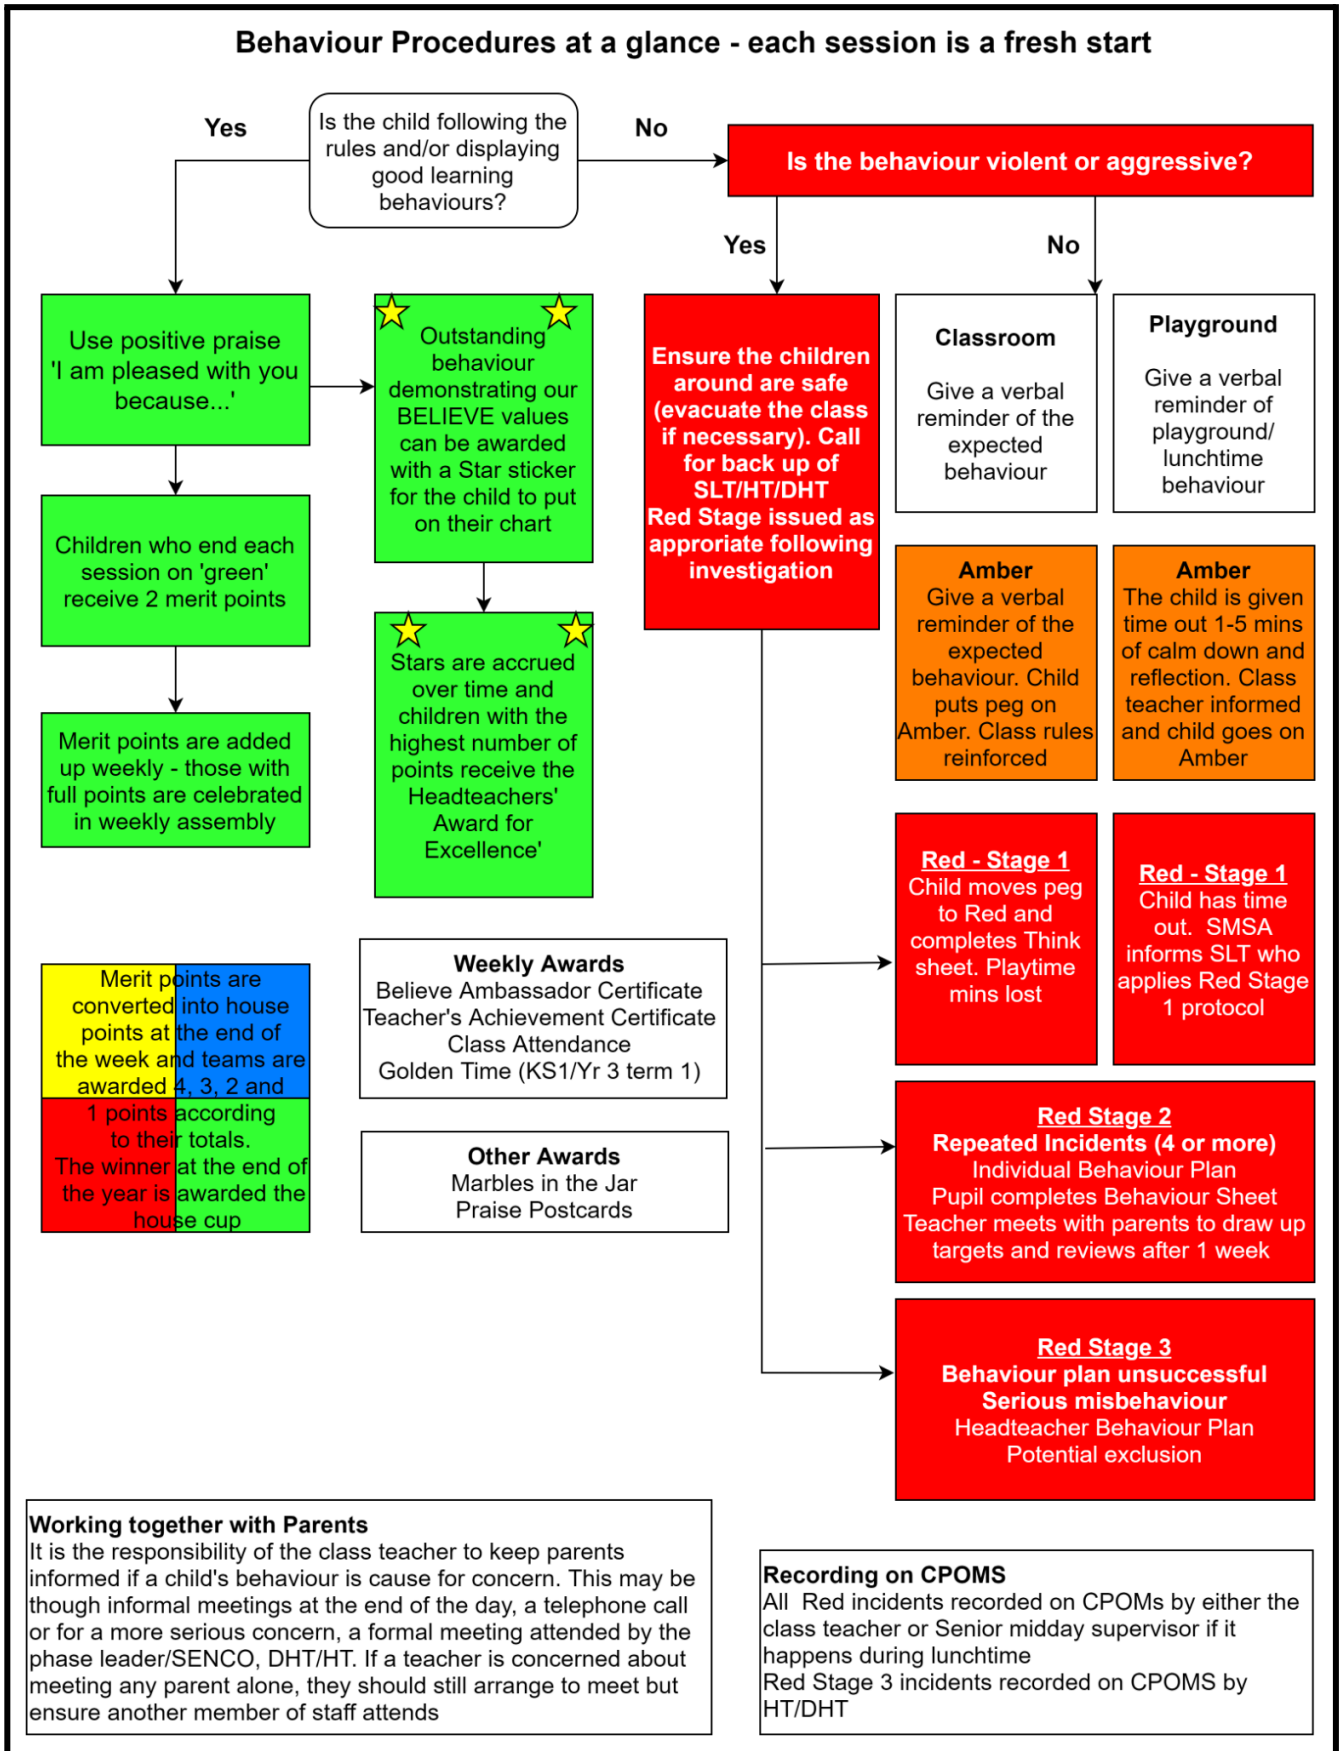 Behaviour Procedures at a glance - each session is a fresh start
Yes
Is the child following the
rules and/or displaying
good learning
behaviours?
No
Is the behaviour violent or aggressive?
Yes
No
Use positive praise
'I am pleased with you
because...'
Children who end each
session on 'green'
receive 2 merit points
Merit points are added
up weekly - those with
full points are celebrated
in weekly assembly
Outstanding
behaviour
demonstrating our
BELIEVE values
can be awarded
with a Star sticker
for the child to put
on their chart
Stars are accrued
over time and
children with the
highest number of
points receive the
Headteachers'
Award for
Excellence'
Ensure the children
around are safe
(evacuate the class
if necessary). Call
for back up of
SLT/HT/DHT
Red Stage issued as
approriate following
investigation
Classroom
Give a verbal
reminder of the
expected
behaviour
Playground
Give a verbal
reminder of
playground/
lunchtime
behaviour
Amber
Give a verbal
reminder of the
expected
behaviour. Child
puts peg on
Amber. Class rules
reinforced
Amber
The child is given
time out 1-5 mins
of calm down and
reflection. Class
teacher informed
and child goes on
Amber
Red - Stage 1
Child moves peg
to Red and
completes Think
sheet. Playtime
mins lost
Red - Stage 1
Child has time
out. SMSA
informs SLT who
applies Red Stage
1 protocol
Merit points are
converted into house
points at the end of
the week and teams are
awarded 4, 3, 2 and
1 points according
to their totals.
The winner at the end of
the year is awarded the
house cup
Weekly Awards
Believe Ambassador Certificate
Teacher's Achievement Certificate
Class Attendance
Golden Time (KS1/Yr 3 term 1)
Other Awards
Marbles in the Jar
Praise Postcards
Red Stage 2
Repeated Incidents (4 or more)
Individual Behaviour Plan
Pupil completes Behaviour Sheet
Teacher meets with parents to draw up
targets and reviews after 1 week
Red Stage 3
Behaviour plan unsuccessful
Serious misbehaviour
Headteacher Behaviour Plan
Potential exclusion
Working together with Parents
It is the responsibility of the class teacher to keep parents
informed if a child's behaviour is cause for concern. This may be
though informal meetings at the end of the day, a telephone call
or for a more serious concern, a formal meeting attended by the
phase leader/SENCO, DHT/HT. If a teacher is concerned about
meeting any parent alone, they should still arrange to meet but
ensure another member of staff attends
Recording on CPOMS
All Red incidents recorded on CPOMs by either the
class teacher or Senior midday supervisor if it
happens during lunchtime
Red Stage 3 incidents recorded on CPOMS by
HT/DHT